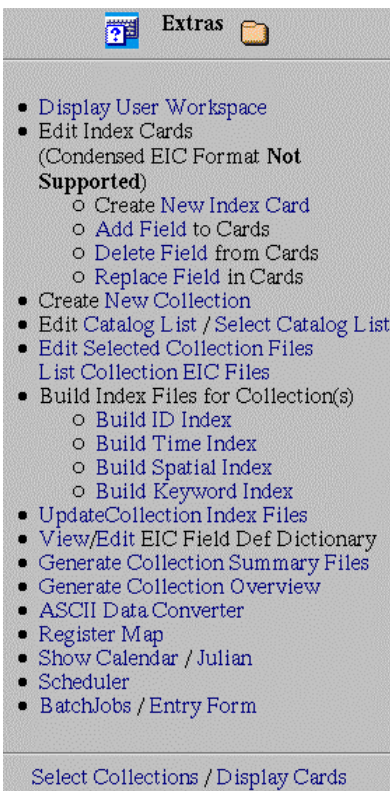 Extras
Display User Workspace
Edit Index Cards
(Condensed EIC Format Not
Supported)
Create New Index Card
Add Field to Cards
Delete Field from Cards
Replace Field in Cards
Create New Collection
Edit Catalog List / Select Catalog List
Edit Selected Collection Files
List Collection EIC Files
Build Index Files for Collection(s)
Build ID Index
Build Time Index
Build Spatial Index
Build Keyword Index
UpdateCollection Index Files
View/Edit EIC Field Def Dictionary
Generate Collection Summary Files
Generate Collection Overview
ASCII Data Converter
Register Map
Show Calendar / Julian
Scheduler
BatchJobs / Entry Form
Select Collections / Display Cards